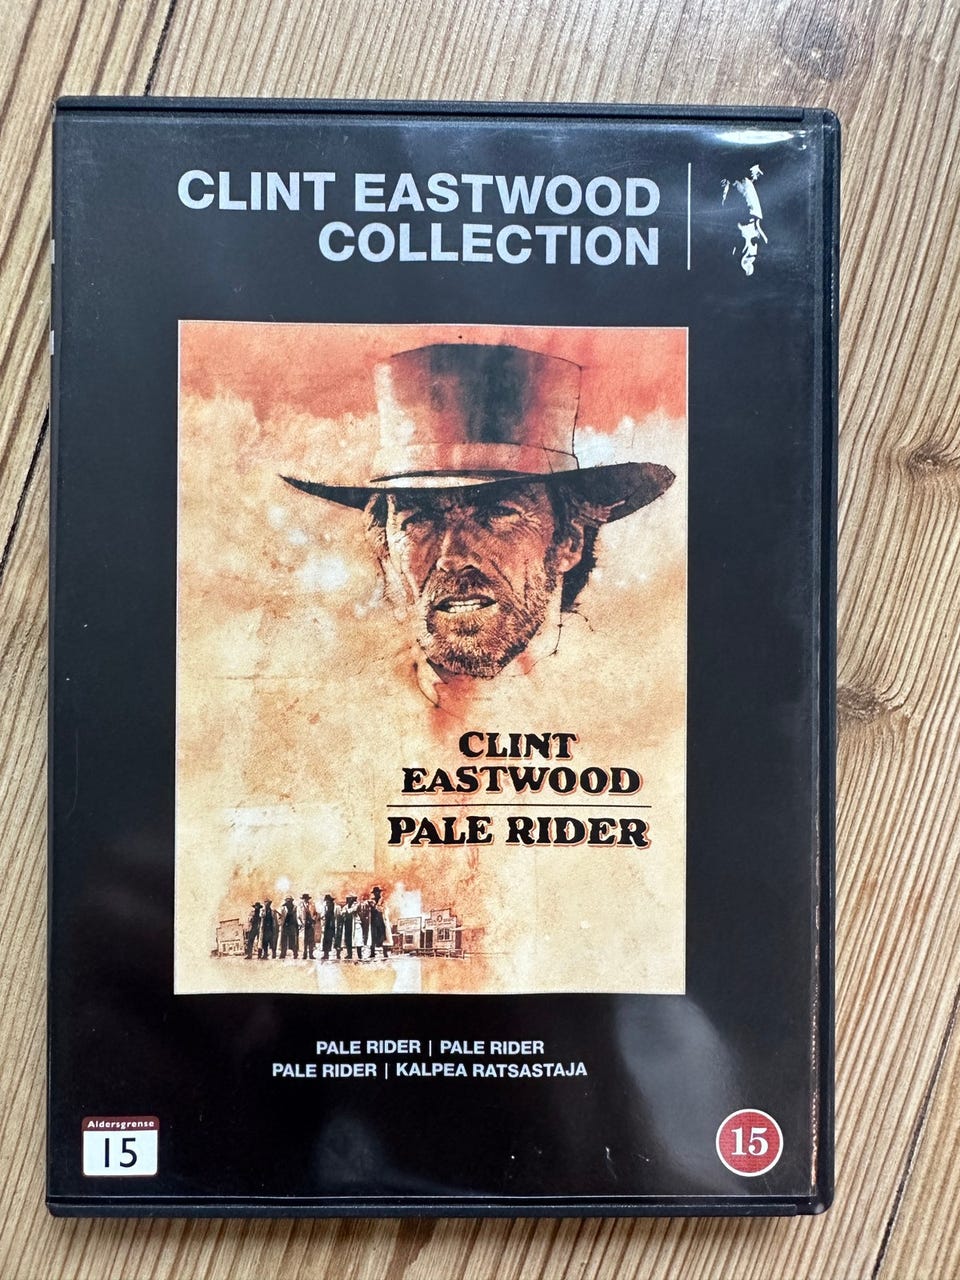 CLINT EASTWOOD
COLLECTION
CLINT
EASTWOOD
PALE RIDER
PALE RIDER | PALE RIDER
PALE RIDER | KALPEA RATSASTAJA
Aldersgrense
15
15